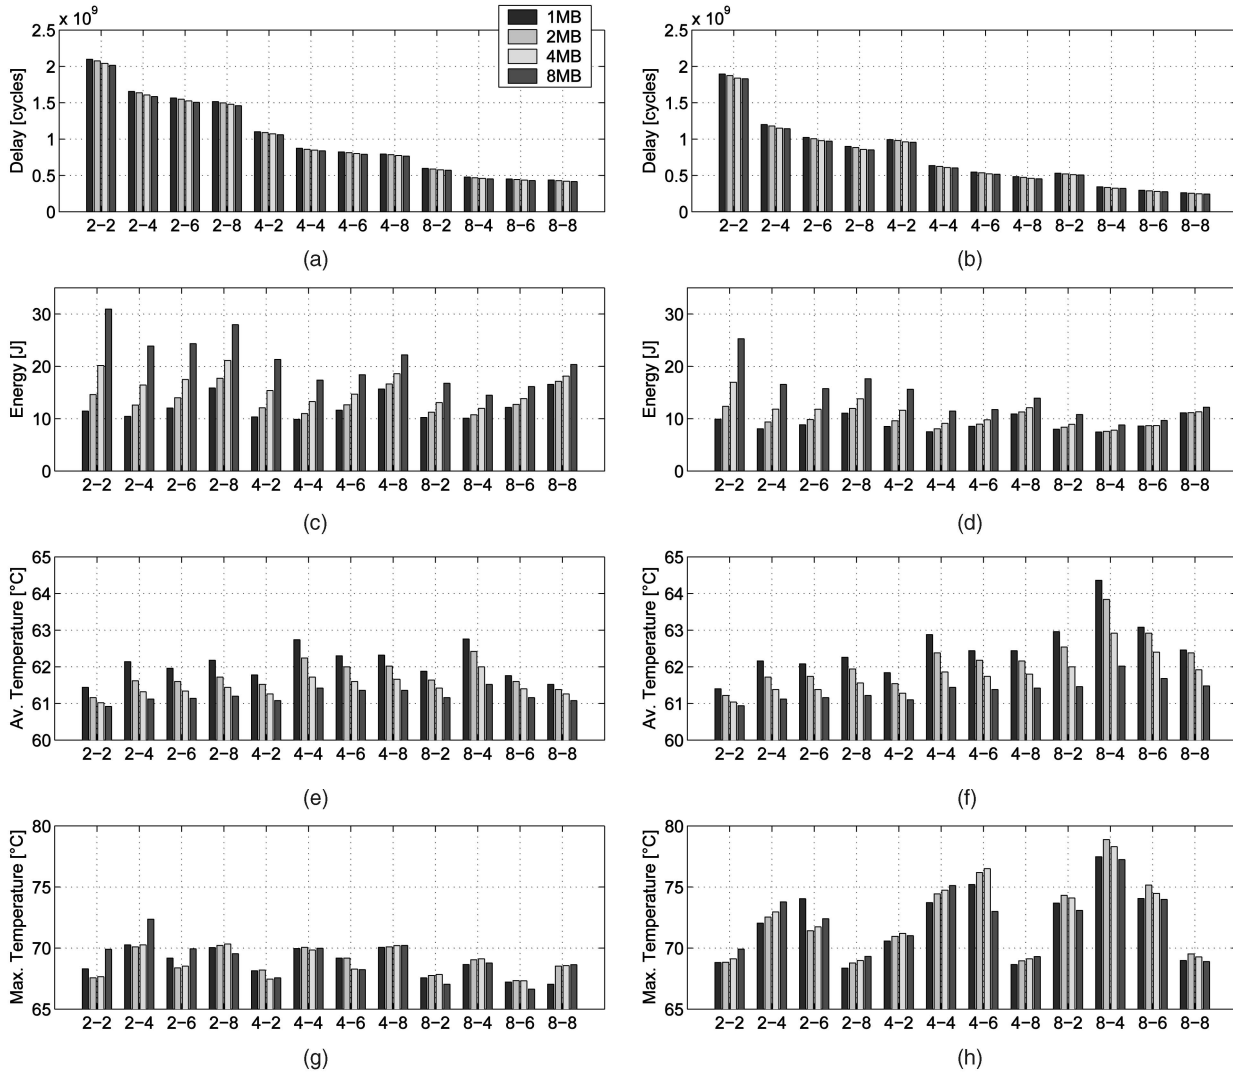 x 10^9
2.5
2
1.5
1
0.5
0
Delay [cycles]
1MB
2MB
4MB
8MB
2-2 2-4 2-6 2-8 4-2 4-4 4-6 4-8 8-2 8-4 8-6 8-8
(a)
x 10^9
2.5
2
1.5
1
0.5
0
Delay [cycles]
2-2 2-4 2-6 2-8 4-2 4-4 4-6 4-8 8-2 8-4 8-6 8-8
(b)
30
20
10
0
Energy [J]
2-2 2-4 2-6 2-8 4-2 4-4 4-6 4-8 8-2 8-4 8-6 8-8
(c)
30
20
10
0
Energy [J]
2-2 2-4 2-6 2-8 4-2 4-4 4-6 4-8 8-2 8-4 8-6 8-8
(d)
65
64
63
62
61
60
Av. Temperature [°C]
2-2 2-4 2-6 2-8 4-2 4-4 4-6 4-8 8-2 8-4 8-6 8-8
(e)
65
64
63
62
61
60
Av. Temperature [°C]
2-2 2-4 2-6 2-8 4-2 4-4 4-6 4-8 8-2 8-4 8-6 8-8
(f)
80
75
70
65
Max. Temperature [°C]
2-2 2-4 2-6 2-8 4-2 4-4 4-6 4-8 8-2 8-4 8-6 8-8
(g)
80
75
70
65
Max. Temperature [°C]
2-2 2-4 2-6 2-8 4-2 4-4 4-6 4-8 8-2 8-4 8-6 8-8
(h)